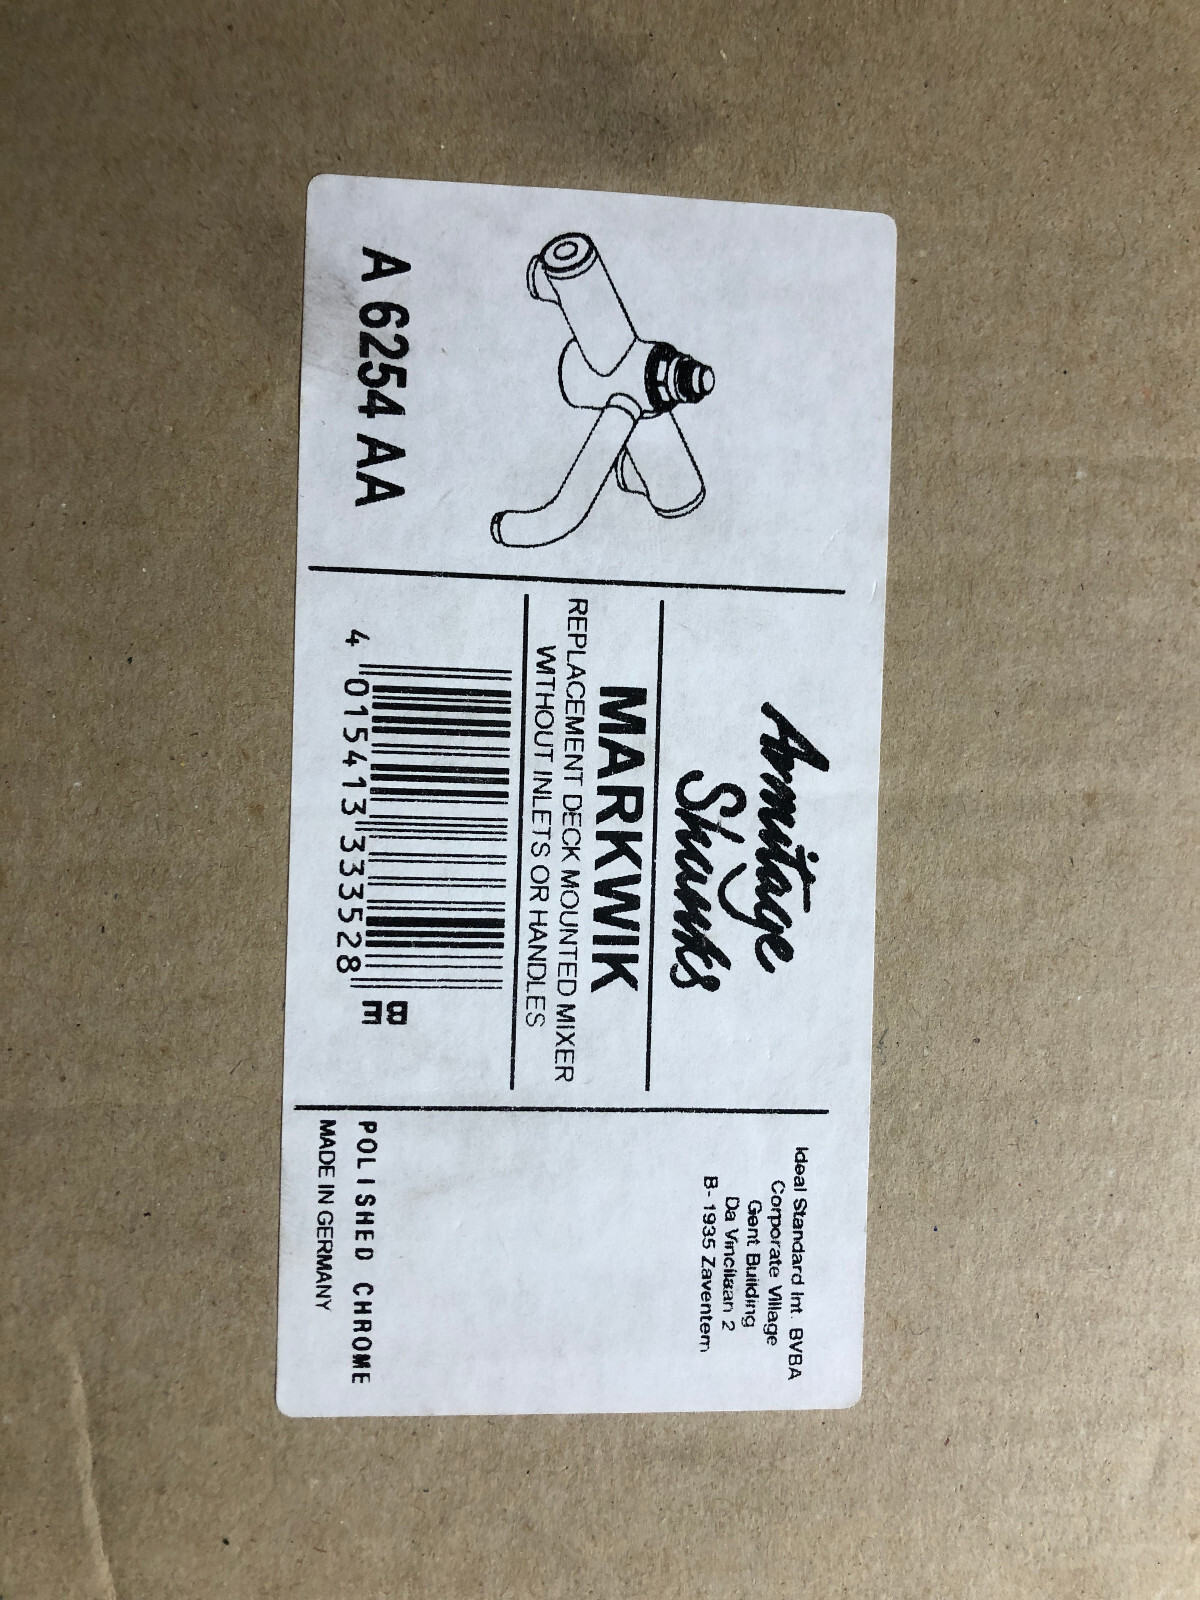 A 6254 AA
Armitage
Shanks
MARKWIK
REPLACEMENT DECK MOUNTED MIXER
WITHOUT INLETS OR HANDLES
4 015413 333528
BE
Ideal Standard Int. BVBA
Corporate Village
Gent Building
Da Vincilaan 2
B- 1935 Zaventem
POLISHED CHROME
MADE IN GERMANY